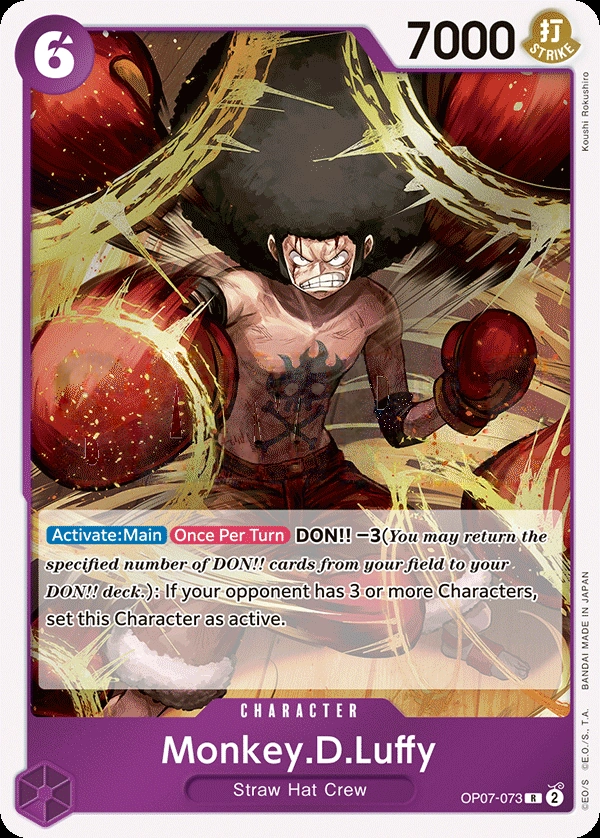 6
7000
打
STRIKE
Koushi Rokushiro
Activate:Main Once Per Turn DON!! −3(You may return the
specified number of DON!! cards from your field to your
DON!! deck.): If your opponent has 3 or more Characters,
set this Character as active.
CHARACTER
Monkey.D.Luffy
Straw Hat Crew
OP07-073 R 2
©E.O/S ©E.O./S., T.A. BANDAI MADE IN JAPAN